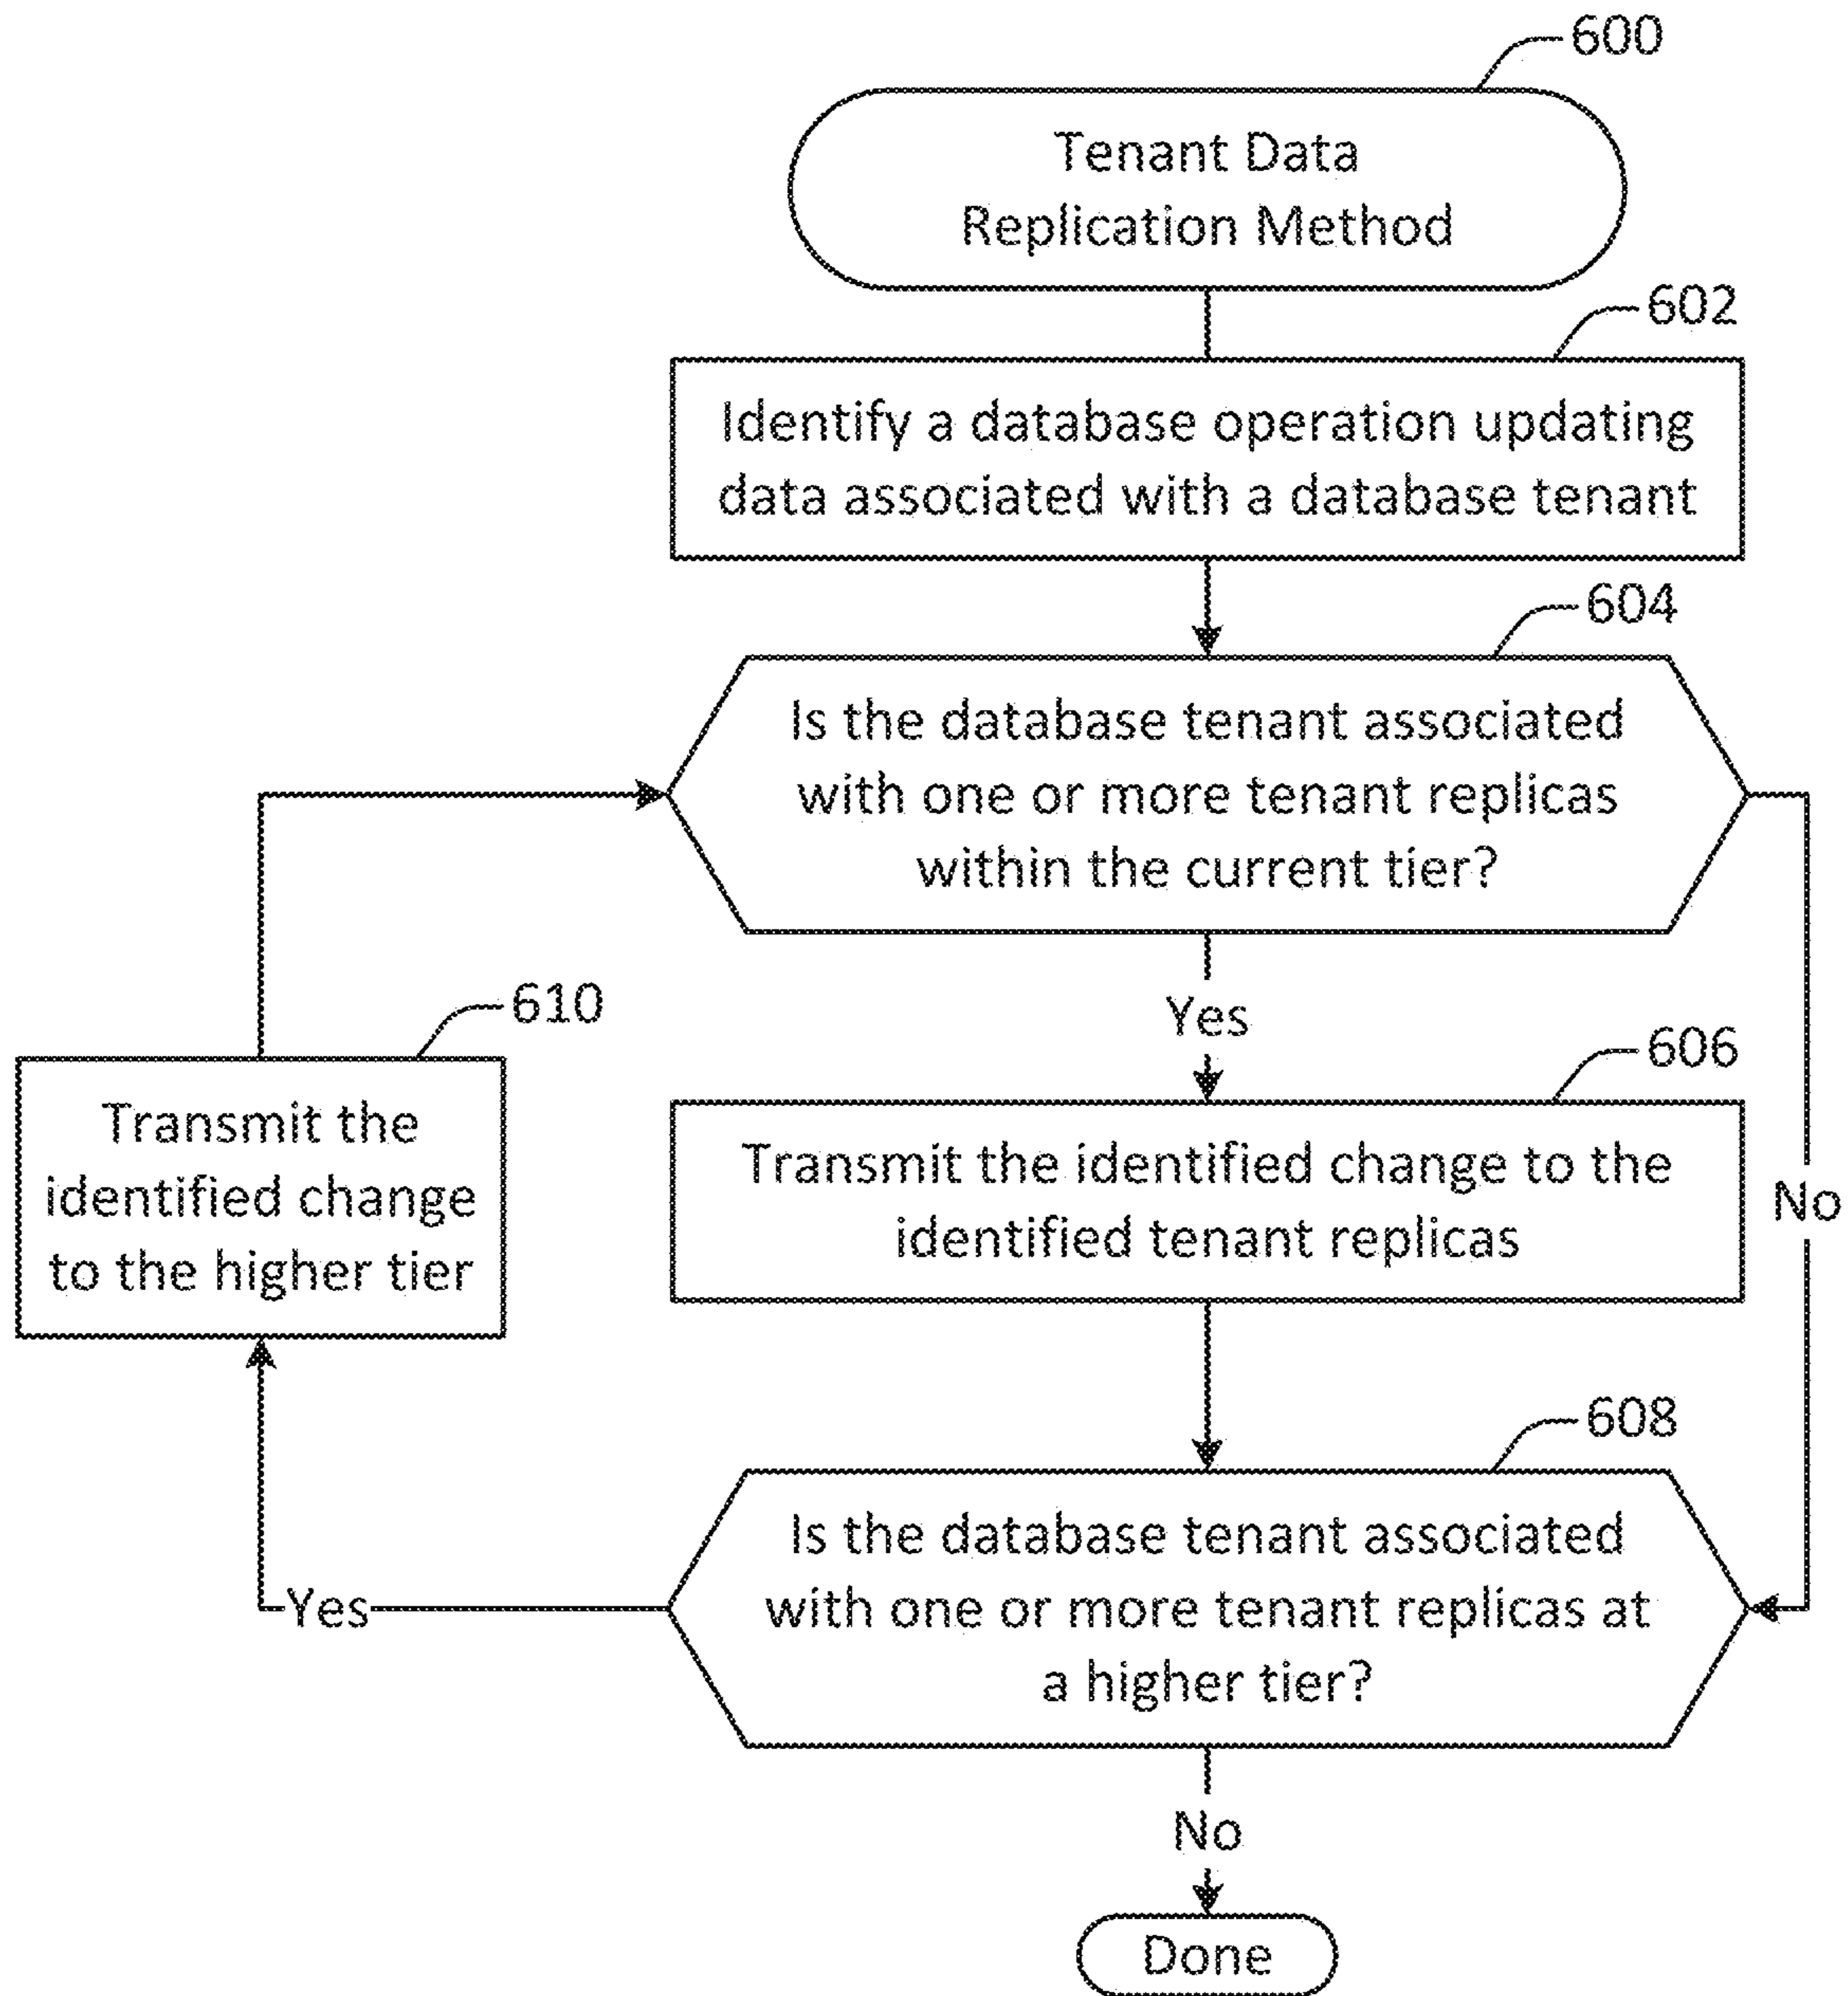 600
Tenant Data
Replication Method
602
Identify a database operation updating
data associated with a database tenant
604
Is the database tenant associated
with one or more tenant replicas
within the current tier?
Yes
No
606
Transmit the identified change to the
identified tenant replicas
608
Is the database tenant associated
with one or more tenant replicas at
a higher tier?
Yes
610
Transmit the
identified change
to the higher tier
No
Done